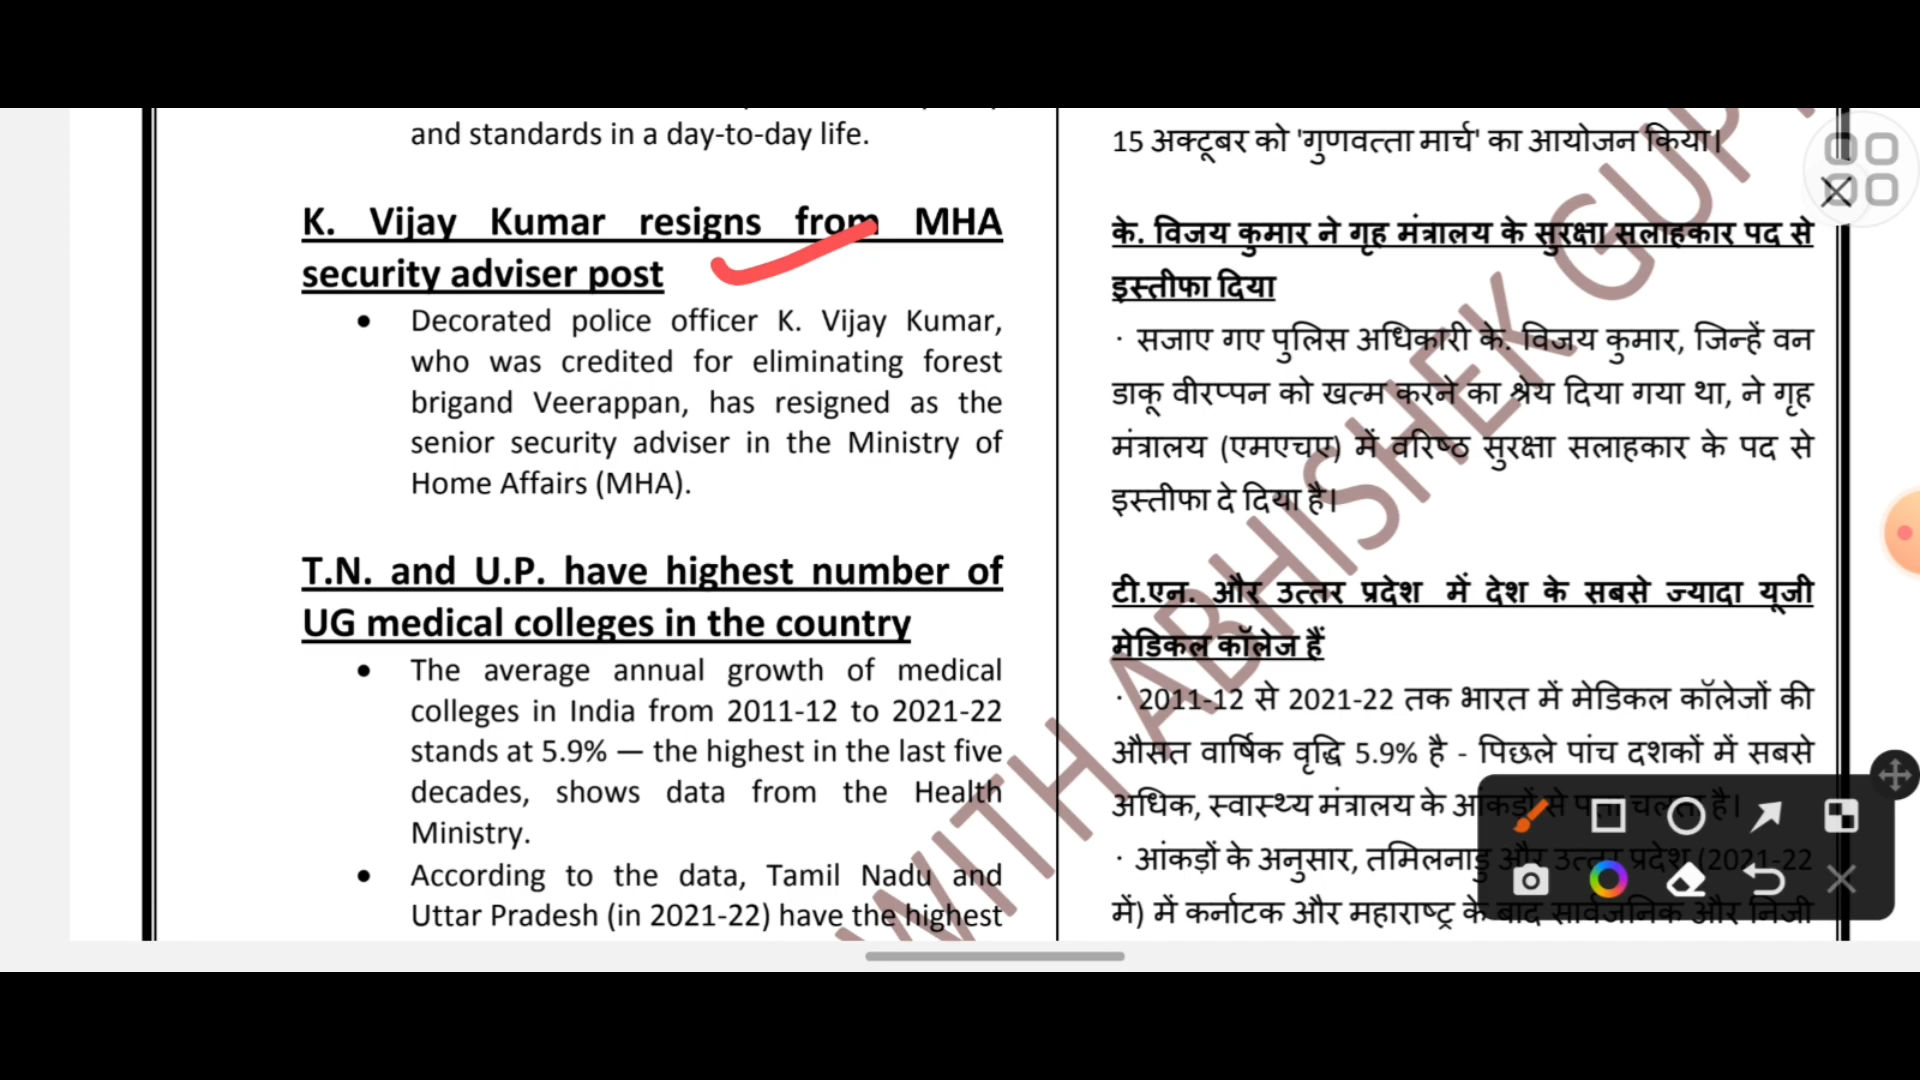 and standards in a day-to-day life.
K. Vijay Kumar resigns from MHA
security adviser post
• Decorated police officer K. Vijay Kumar,
who was credited for eliminating forest
brigand Veerappan, has resigned as the
senior security adviser in the Ministry of
Home Affairs (MHA).
T.N. and U.P. have highest number of
UG medical colleges in the country
• The average annual growth of medical
colleges in India from 2011-12 to 2021-22
stands at 5.9% — the highest in the last five
decades, shows data from the Health
Ministry.
• According to the data, Tamil Nadu and
Uttar Pradesh (in 2021-22) have the highest
15 अक्टूबर को 'गुणवत्ता मार्च' का आयोजन किया।
के. विजय कुमार ने गृह मंत्रालय के सुरक्षा सलाहकार पद से
इस्तीफा दिया
· सजाए गए पुलिस अधिकारी के. विजय कुमार, जिन्हें वन
डाकू वीरप्पन को खत्म करने का श्रेय दिया गया था, ने गृह
मंत्रालय (एमएचए) में वरिष्ठ सुरक्षा सलाहकार के पद से
इस्तीफा दे दिया है।
टी.एन. और उत्तर प्रदेश में देश के सबसे ज्यादा यूजी
मेडिकल कॉलेज हैं
· 2011-12 से 2021-22 तक भारत में मेडिकल कॉलेजों की
औसत वार्षिक वृद्धि 5.9% है - पिछले पांच दशकों में सबसे
अधिक, स्वास्थ्य मंत्रालय के आंकड़ों से पता चलता है।
· आंकड़ों के अनुसार, तमिलनाडु और उत्तर प्रदेश (2021-22
में) में कर्नाटक और महाराष्ट्र के बाद सार्वजनिक और निजी
WITH ABHISHEK GUP